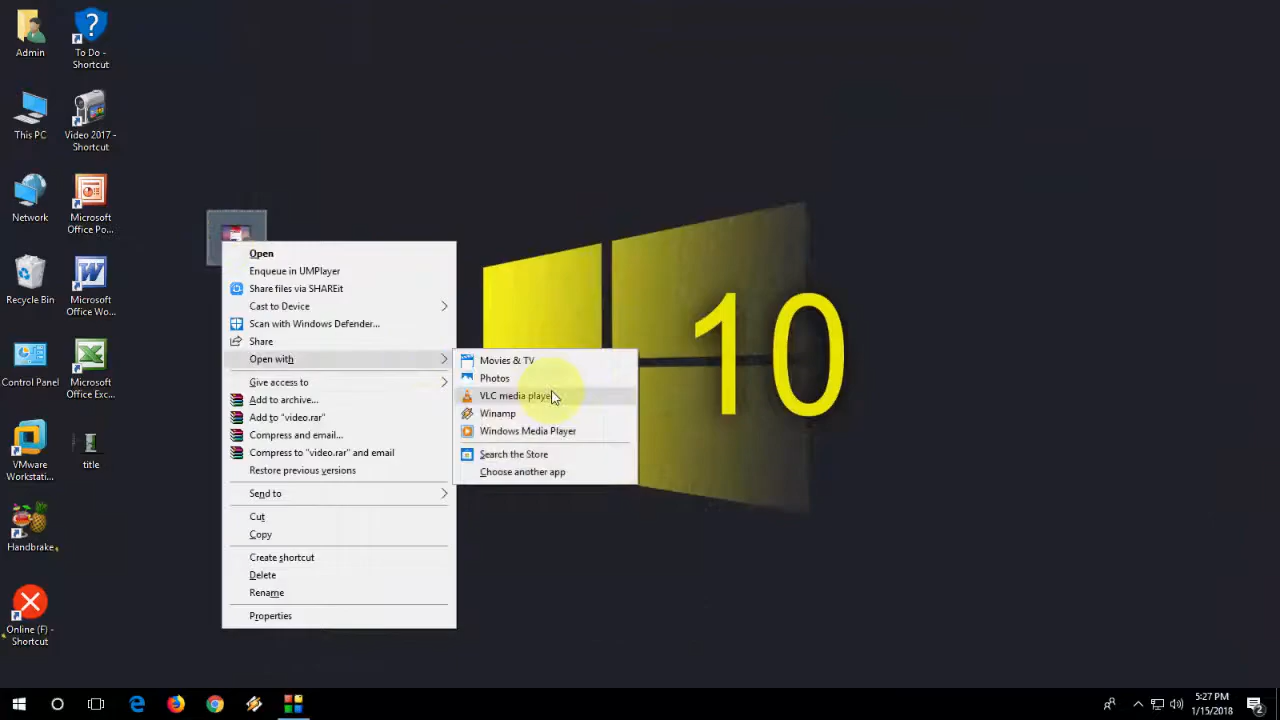 Admin
To Do -
Shortcut
This PC
Video 2017 -
Shortcut
Network
Microsoft
Office Po...
Recycle Bin
Microsoft
Office Wo...
Control Panel
Microsoft
Office Exc...
VMware
Workstati...
title
Handbrake
Online (F) -
Shortcut
Open
Enqueue in UMPlayer
Share files via SHAREit
Cast to Device
Scan with Windows Defender...
Share
Open with
Give access to
Add to archive...
Add to "video.rar"
Compress and email...
Compress to "video.rar" and email
Restore previous versions
Send to
Cut
Copy
Create shortcut
Delete
Rename
Properties
Movies & TV
Photos
VLC media player
Winamp
Windows Media Player
Search the Store
Choose another app
10
5:27 PM
1/15/2018
2